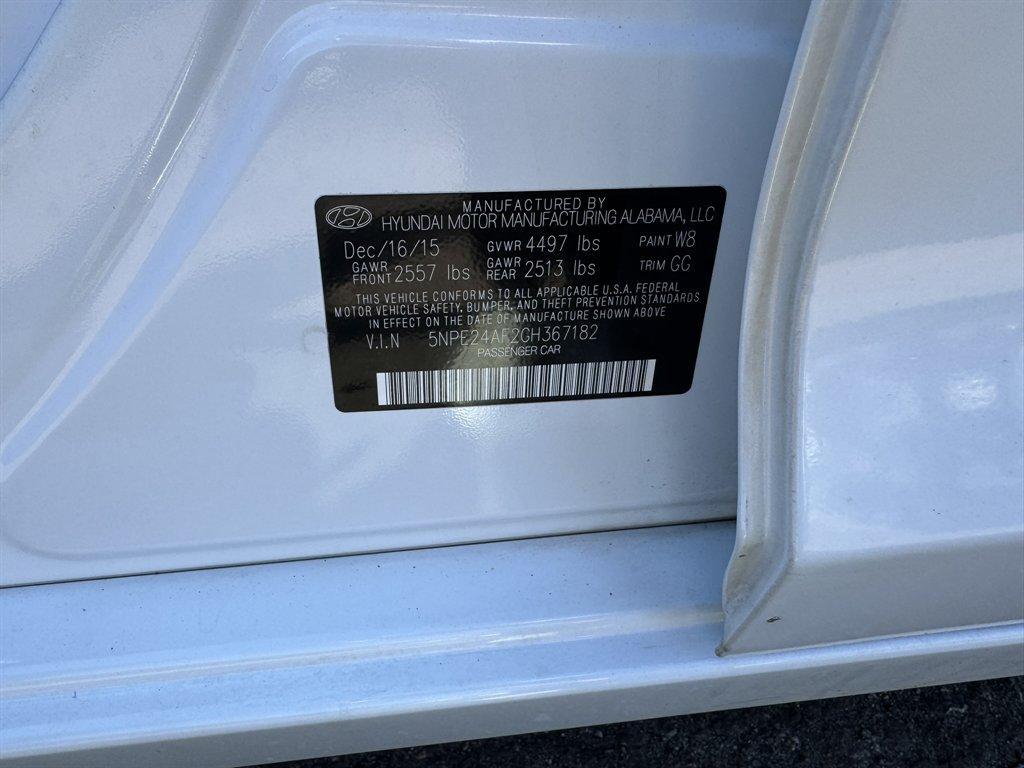 MANUFACTURED BY
HYUNDAI MOTOR MANUFACTURING ALABAMA, LLC
Dec/16/15 GVWR 4497 lbs PAINT W8
GAWR FRONT 2557 lbs GAWR REAR 2513 lbs TRIM GG
THIS VEHICLE CONFORMS TO ALL APPLICABLE U.S.A. FEDERAL
MOTOR VEHICLE SAFETY, BUMPER, AND THEFT PREVENTION STANDARDS
IN EFFECT ON THE DATE OF MANUFACTURE SHOWN ABOVE
V.I.N 5NPE24AF2GH367182
PASSENGER CAR